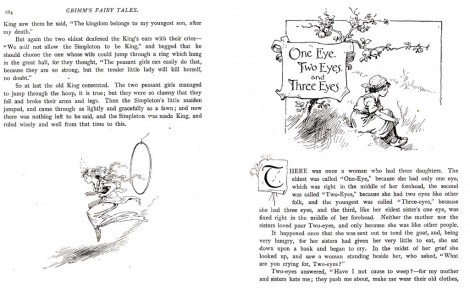 184 GRIMM'S FAIRY TALES.
King saw them he said, "The kingdom belongs to my youngest son, after
my death."
But again the two eldest deafened the King's ears with their cries—
"We will not allow the Simpleton to be King," and begged that he
should choose the one whose wife could jump through a ring which hung
in the great ball, for they thought, "The peasant girls can easily do that,
because they are so strong, but the tender little lady will kill herself,
no doubt."
So at last the old King consented. The two peasant girls managed
to jump through the hoop, it is true; but they were so clumsy that they
fell and broke their arms and legs. Then the Simpleton's little maiden
jumped, and came through as lightly and gracefully as a fawn; and now
there was nothing left to be said, and the Simpleton was made King, and
ruled wisely and well from that time to this.
One Eye,
Two Eyes,
and
Three Eyes
THERE was once a woman who had three daughters. The
eldest was called "One-Eye," because she had only one eye,
which was right in the middle of her forehead, the second
was called "Two-Eyes," because she had two eyes like other
folk, and the youngest was called "Three-eyes," because
she had three eyes, and the third, like her eldest sister's one eye, was
fixed right in the middle of her forehead. Neither the mother nor the
sisters loved poor Two-eyes, and only because she was like other people.
It happened once that she was sent out to tend the goat, and, being
very hungry, for her sisters had given her very little to eat, she sat
down upon a bank and began to cry. In the midst of her grief she
looked up, and saw a woman standing beside her, who asked, "What
are you crying for, Two-eyes?"
Two-eyes answered, "Have I not cause to weep?—for my mother
and sisters hate me; they push me about, make me wear their old clothes,